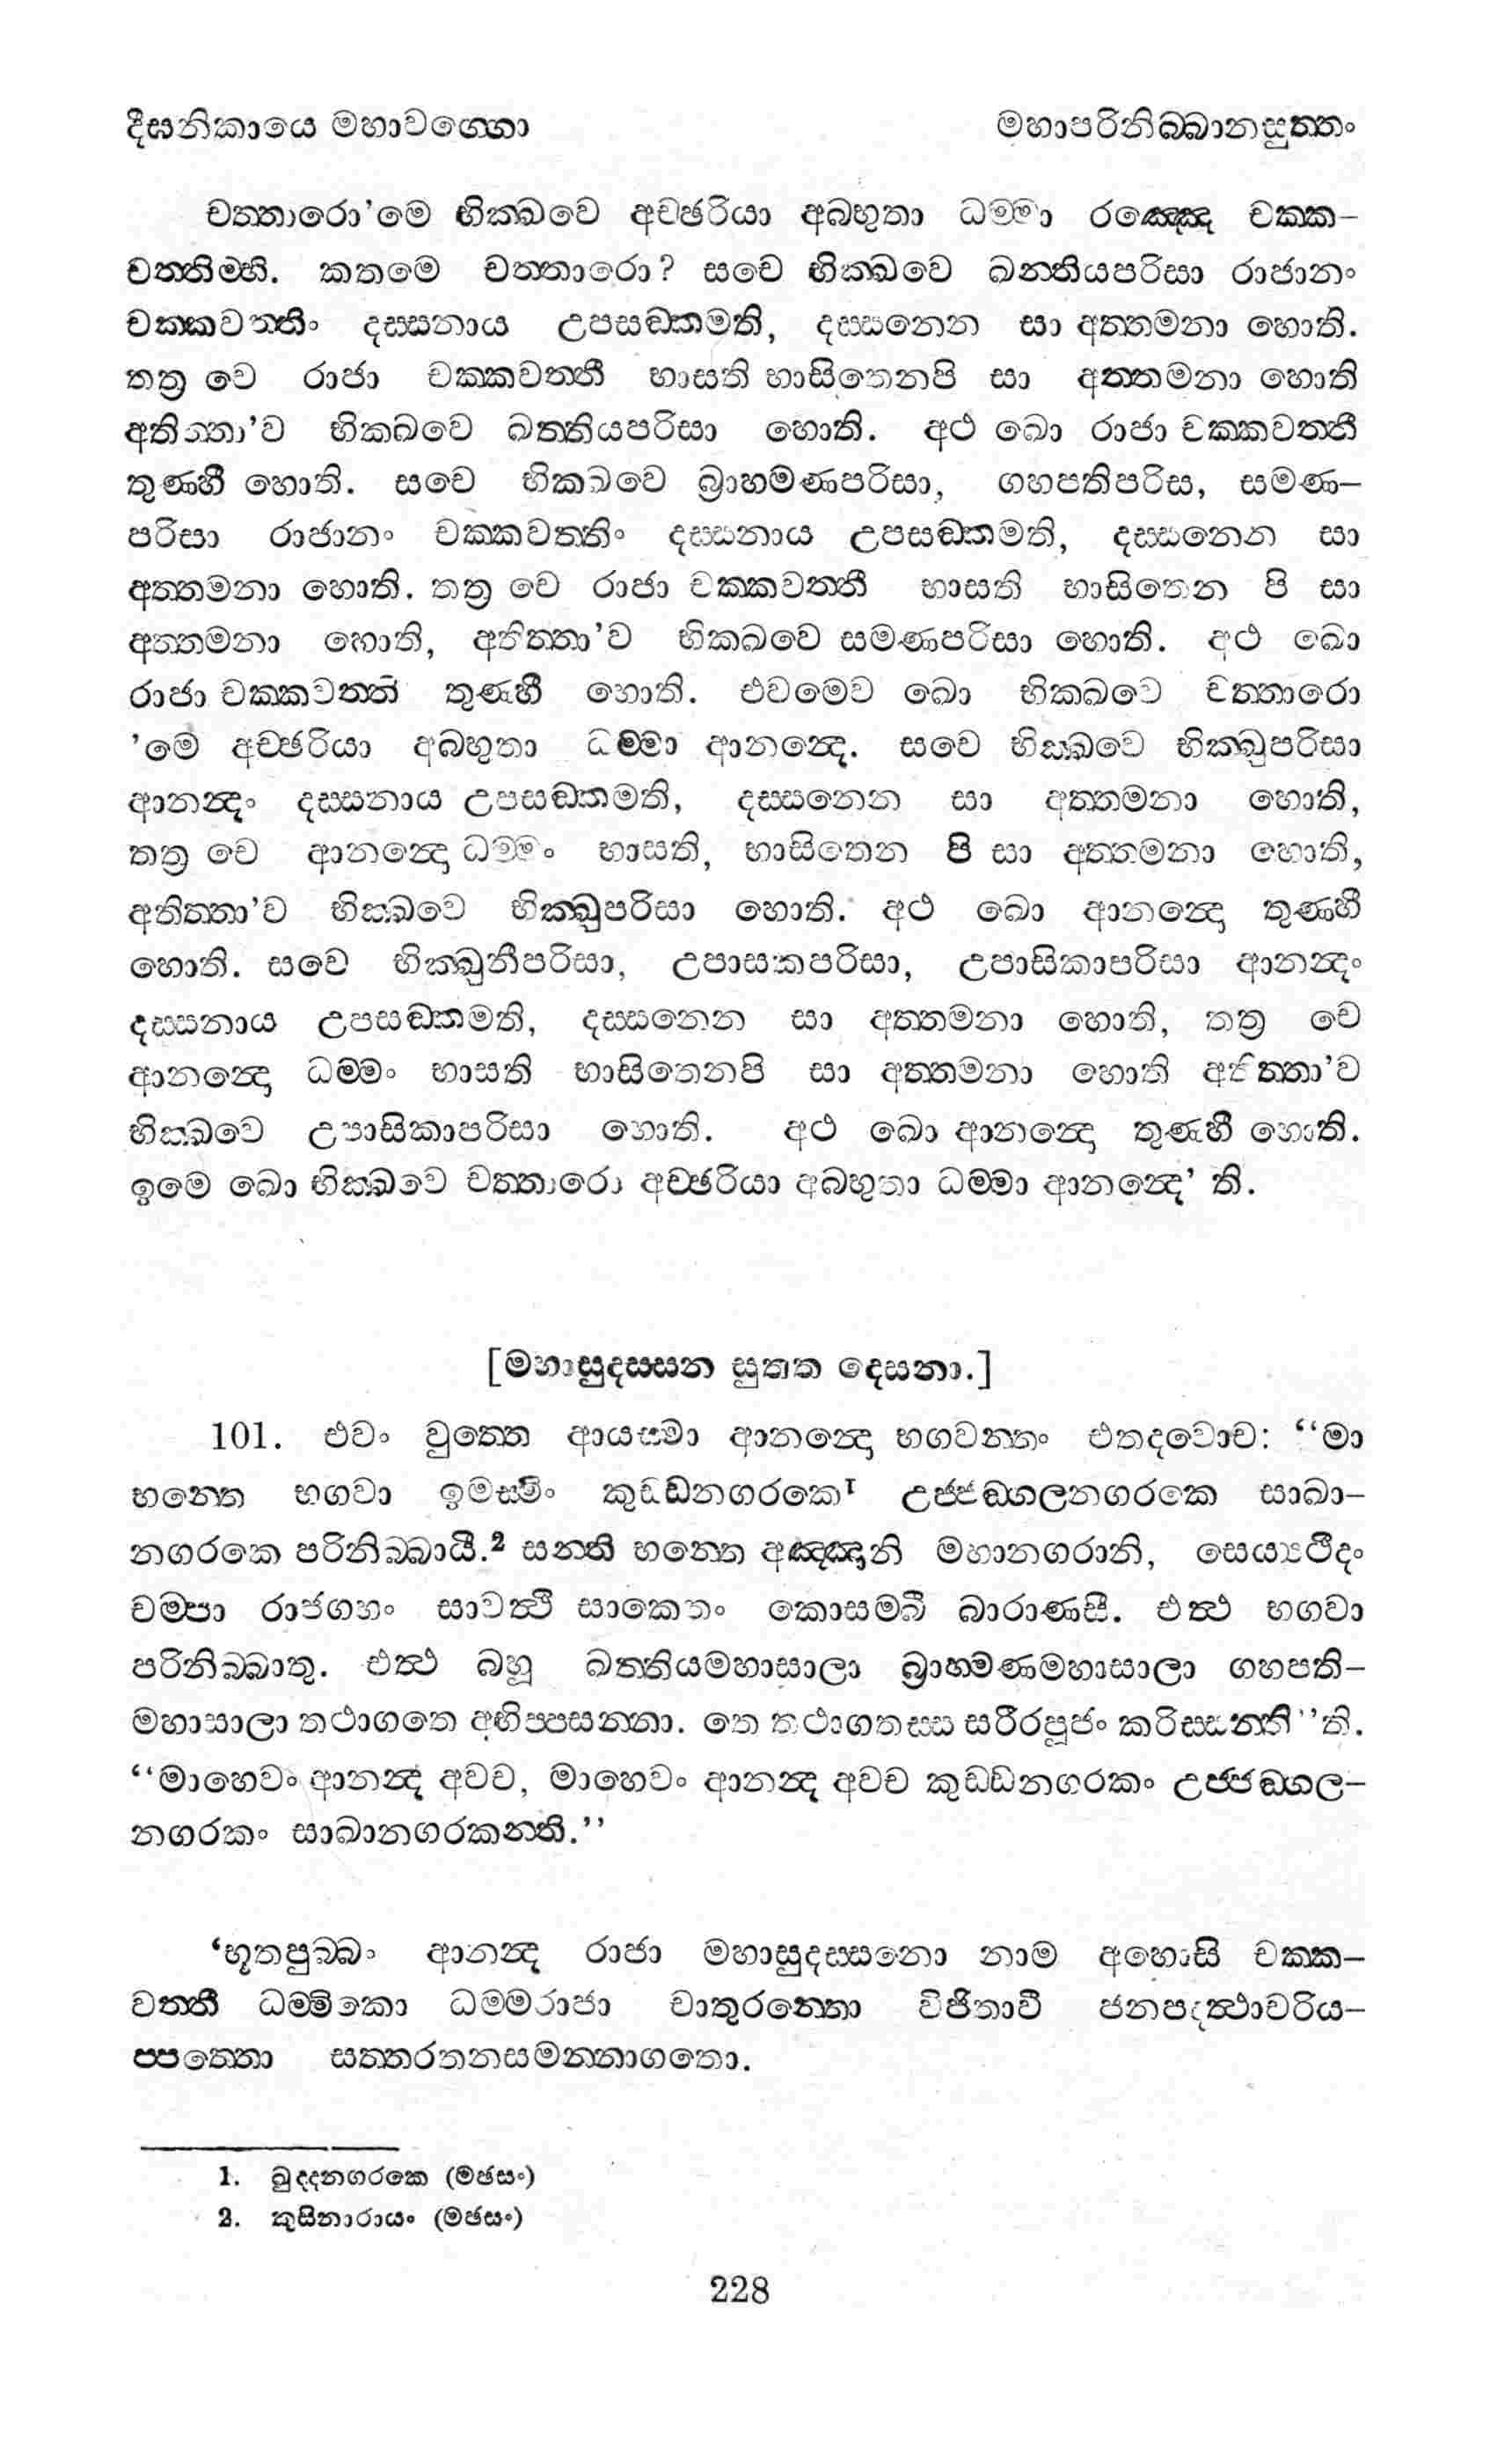 දීඝනිකායෙ මහාවග්ගො මහාපරිනිබ්බානසුත්තං
චත්තාරො'මෙ භික්ඛවෙ අච්ඡරියා අබභුතා ධම්මා රඤ්ඤෙ චක්ක-
වත්තිම්හි. කතමෙ චත්තාරො? සචෙ භික්ඛවෙ ඛත්තියපරිසා රාජානං
චක්කවත්තිං දස්සනාය උපසඞ්කමති, දස්සනෙන සා අත්තමනා හොති.
තත්‍ර වෙ රාජා චක්කවත්තී භාසති භාසිතෙනපි සා අත්තමනා හොති
අතිත්තා'ව භික්ඛවෙ ඛත්තියපරිසා හොති. අථ ඛො රාජා චක්කවත්තී
තුණ්හී හොති. සචෙ භික්ඛවෙ බ්‍රාහ්මණපරිසා, ගහපතිපරිස, සමණ-
පරිසා රාජානං චක්කවත්තිං දස්සනාය උපසඞ්කමති, දස්සනෙන සා
අත්තමනා හොති. තත්‍ර චෙ රාජා චක්කවත්තී භාසති භාසිතෙන පි සා
අත්තමනා හොති, අතිත්තා'ව භික්ඛවෙ සමණපරිසා හොති. අථ ඛො
රාජා චක්කවත්තී තුණ්හී හොති. එවමෙව ඛො භික්ඛවෙ චත්තාරො
'මෙ අච්ඡරියා අබභුතා ධම්මා ආනන්දෙ. සචෙ භික්ඛවෙ භික්ඛුපරිසා
ආනන්දං දස්සනාය උපසඞ්කමති, දස්සනෙන සා අත්තමනා හොති,
තත්‍ර චෙ ආනන්දො ධම්මං භාසති, භාසිතෙන පි සා අත්තමනා හොති,
අතිත්තා'ව භික්ඛවෙ භික්ඛුපරිසා හොති. අථ ඛො ආනන්දො තුණ්හී
හොති. සචෙ භික්ඛුනීපරිසා, උපාසකපරිසා, උපාසිකාපරිසා ආනන්දං
දස්සනාය උපසඞ්කමති, දස්සනෙන සා අත්තමනා හොති, තත්‍ර චෙ
ආනන්දො ධම්මං භාසති භාසිතෙනපි සා අත්තමනා හොති අතිත්තා'ව
භික්ඛවෙ උපාසිකාපරිසා හොති. අථ ඛො ආනන්දො තුණ්හී හොති.
ඉමෙ ඛො භික්ඛවෙ චත්තාරො අච්ඡරියා අබභුතා ධම්මා ආනන්දෙ' ති.
[මහාසුදස්සන සුත්ත දෙසනා.]
101. එවං වුත්තෙ ආයස්මා ආනන්දො භගවන්තං එතදවොච: “මා
භන්තෙ භගවා ඉමස්මිං කුඩ්ඩනගරකෙ1 උජ්ජඞ්ගලනගරකෙ සාඛා-
නගරකෙ පරිනිබ්බායී.2 සන්ති භන්තෙ අඤ්ඤානි මහානගරානි, සෙය්‍යථීදං
චම්පා රාජගහං සාවත්ථි සාකෙතං කොසම්බී බාරාණසී. එත්ථ භගවා
පරිනිබ්බාතු. එත්ථ බහූ ඛත්තියමහාසාලා බ්‍රාහ්මණමහාසාලා ගහපති-
මහාසාලා තථාගතෙ අභිප්පසන්නා. තෙ තථාගතස්ස සරීරපූජං කරිස්සන්ති”ති.
“මාහෙවං ආනන්ද අවච, මාහෙවං ආනන්ද අවච කුඩ්ඩනගරකං උජ්ජඞ්ගල-
නගරකං සාඛානගරකන්ති.”
‘භූතපුබ්බං ආනන්ද රාජා මහාසුදස්සනො නාම අහොසි චක්ක-
වත්තී ධම්මිකො ධම්මරාජා චාතුරන්තො විජිතාවී ජනපදත්ථාවරිය-
ප්පත්තො සත්තරතනසමන්නාගතො.
1. ඛුද්දනගරකෙ (මඡසං)
2. කුසිනාරායං (මඡසං)
228